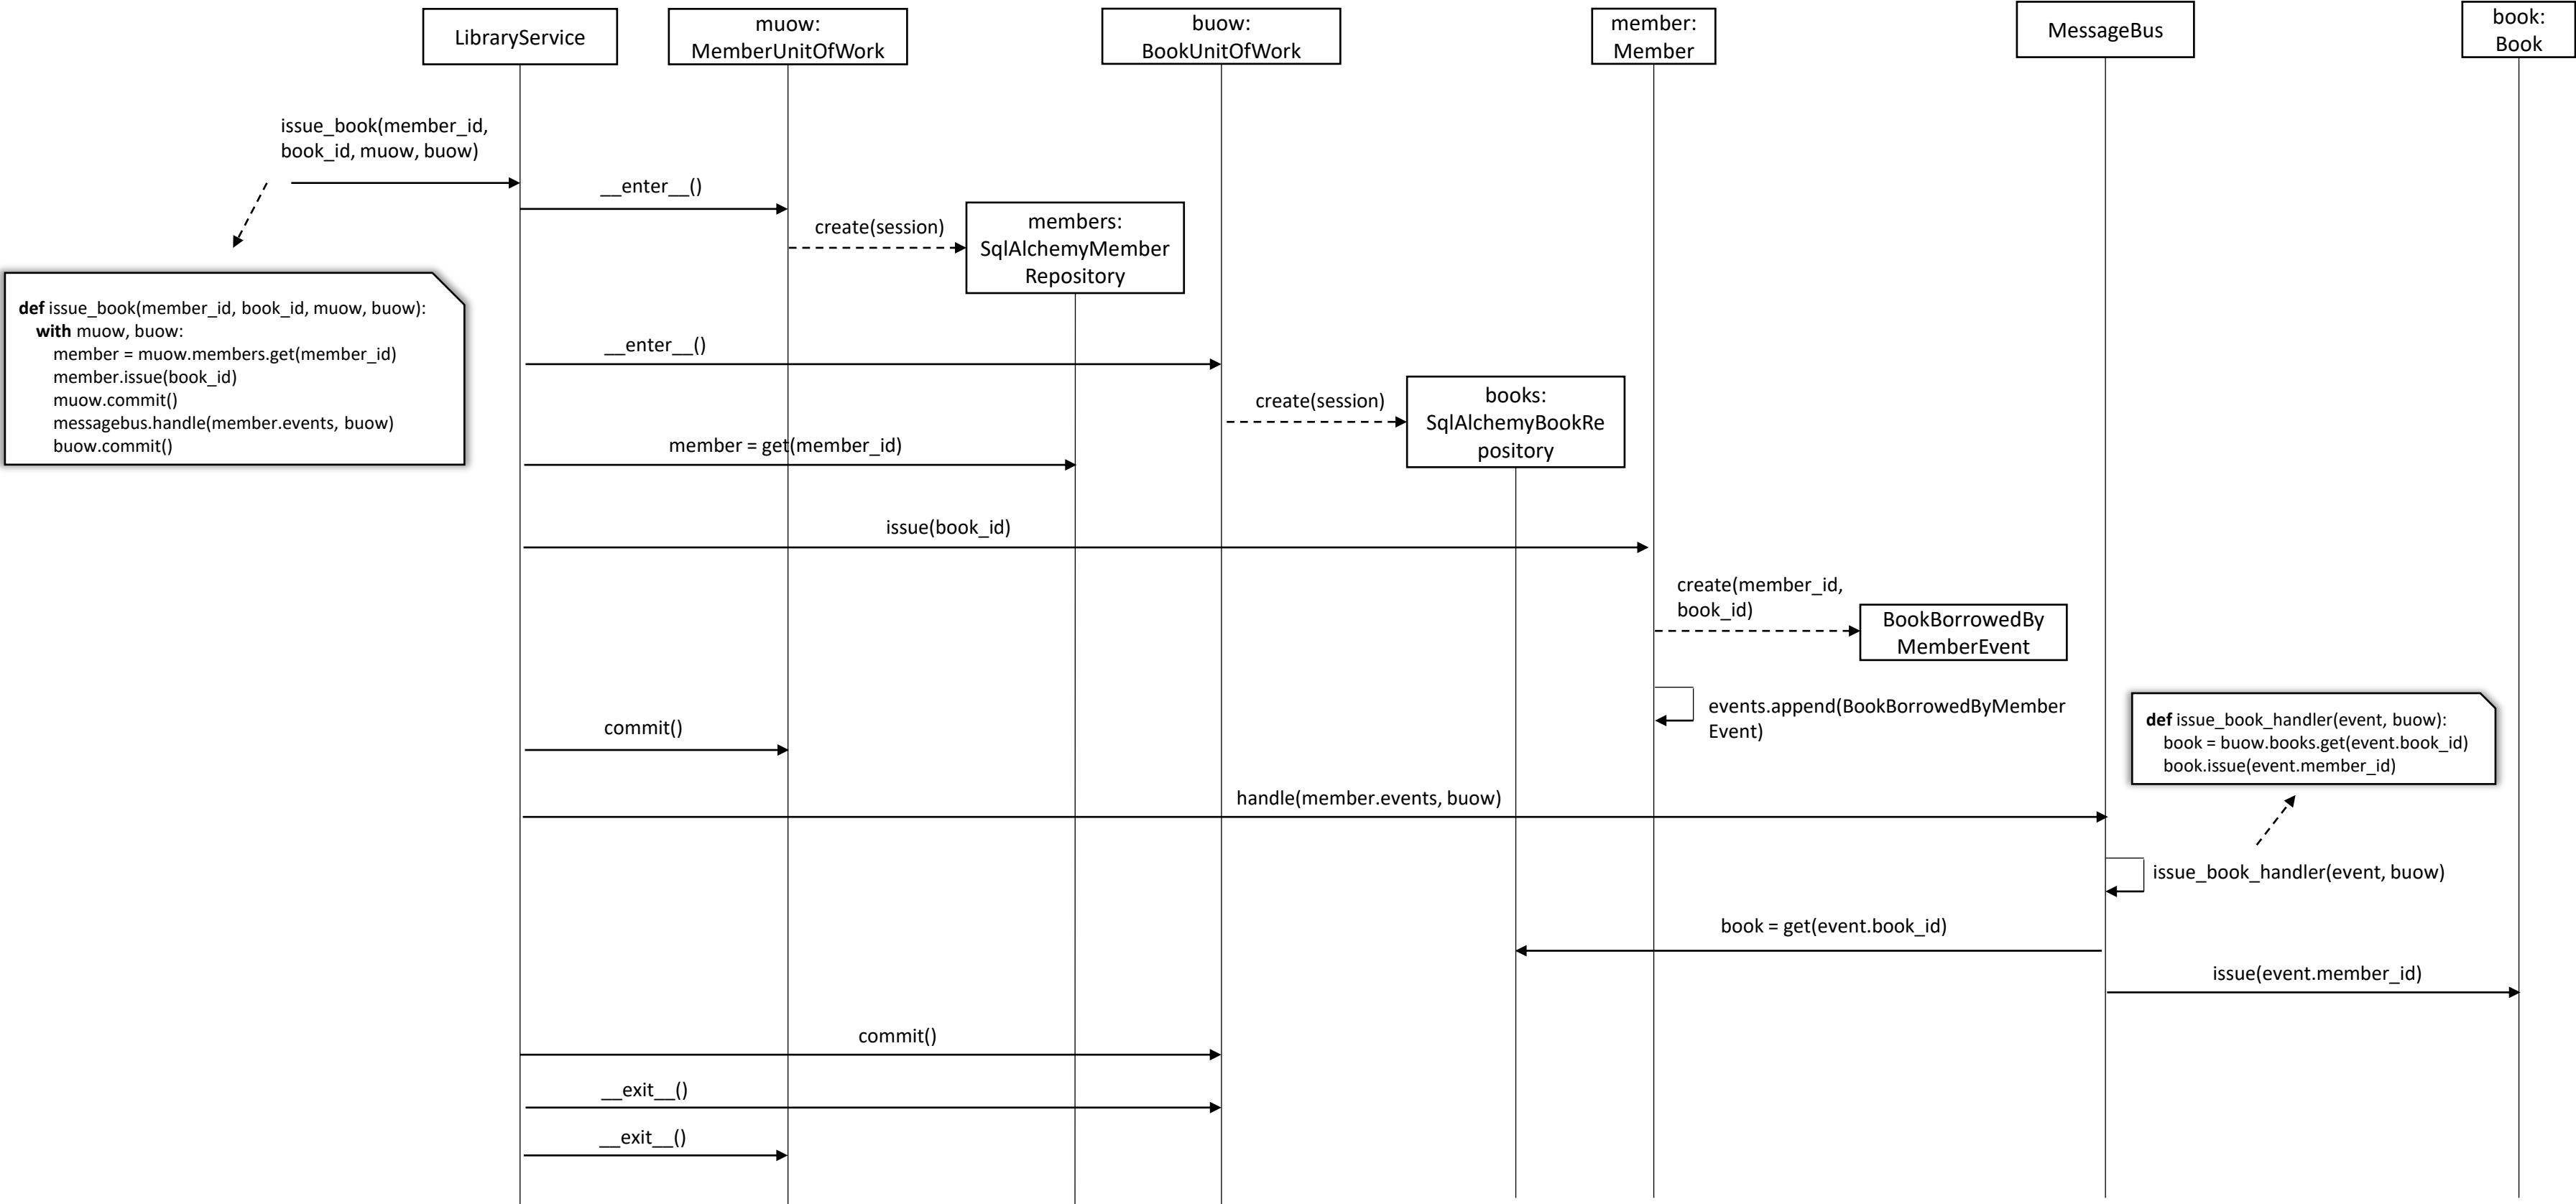 LibraryService
muow:
MemberUnitOfWork
buow:
BookUnitOfWork
member:
Member
MessageBus
book:
Book
issue_book(member_id,
book_id, muow, buow)
__enter__()
create(session)
members:
SqlAlchemyMember
Repository
def issue_book(member_id, book_id, muow, buow):
with muow, buow:
member = muow.members.get(member_id)
member.issue(book_id)
muow.commit()
messagebus.handle(member.events, buow)
buow.commit()
__enter__()
create(session)
books:
SqlAlchemyBookRe
pository
member = get(member_id)
issue(book_id)
create(member_id,
book_id)
BookBorrowedBy
MemberEvent
events.append(BookBorrowedByMember
Event)
commit()
def issue_book_handler(event, buow):
book = buow.books.get(event.book_id)
book.issue(event.member_id)
handle(member.events, buow)
issue_book_handler(event, buow)
book = get(event.book_id)
issue(event.member_id)
commit()
__exit__()
__exit__()